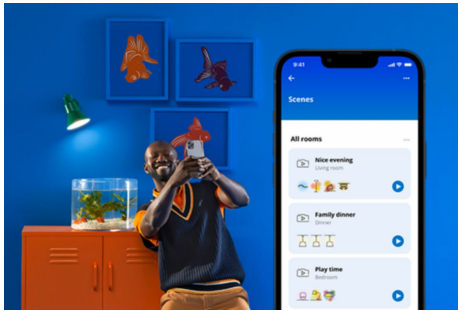 9:41
Scenes
All rooms
Nice evening
Living room
Family dinner
Dinner
Play time
Bedroom